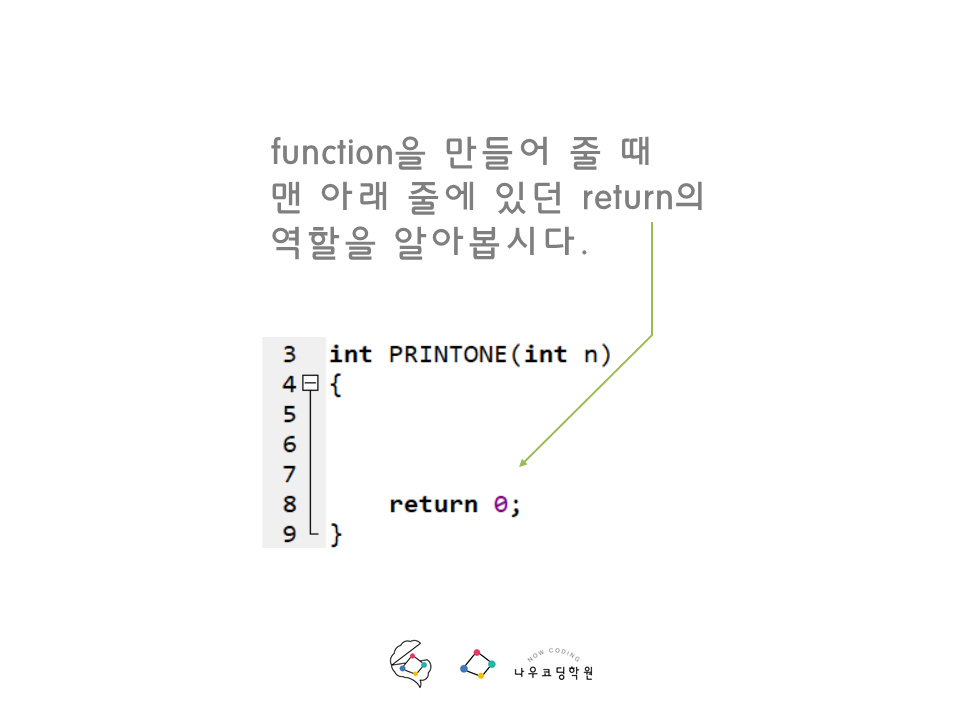 function을 만들어 줄 때
맨 아래 줄에 있던 return의
역할을 알아봅시다.
3 int PRINTONE(int n)
4 {
5
6
7
8 return 0;
9 }
NOW CODING
나우코딩학원